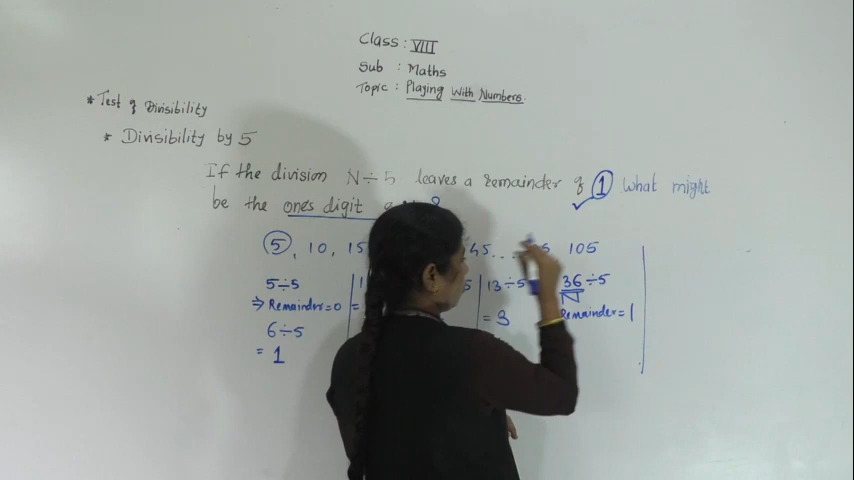 Class : VIII
Sub : Maths
Topic : Playing With Numbers.
* Test of Divisibility
* Divisibility by 5
If the division N÷5 leaves a remainder of 1 what might
be the ones digit
5, 10, 15 45... 105
5÷5 13÷5 36÷5
⇒ Remainder=0 = 3 N Remainder=1
6÷5
= 1